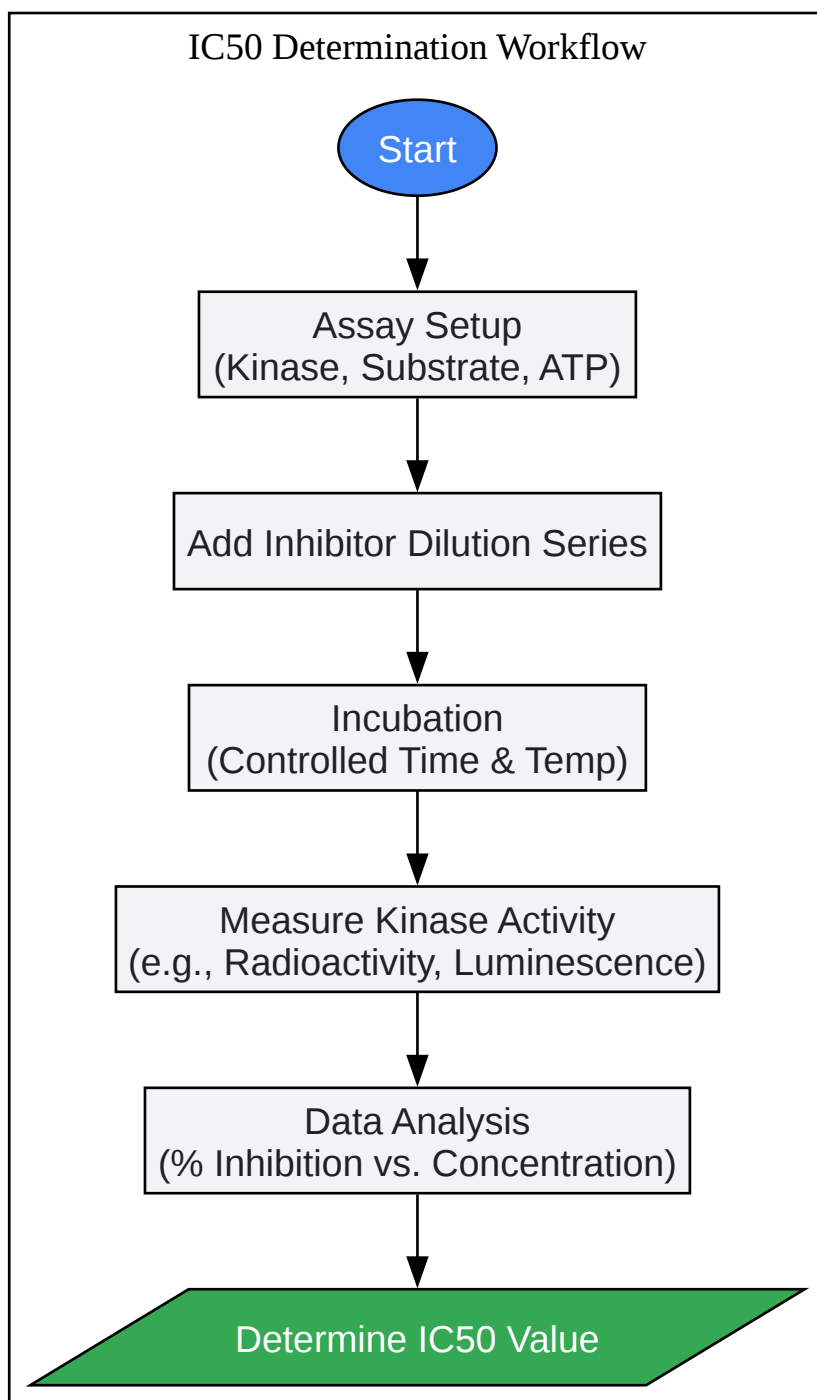 IC50 Determination Workflow
Start
Assay Setup
(Kinase, Substrate, ATP)
Add Inhibitor Dilution Series
Incubation
(Controlled Time & Temp)
Measure Kinase Activity
(e.g., Radioactivity, Luminescence)
Data Analysis
(% Inhibition vs. Concentration)
Determine IC50 Value